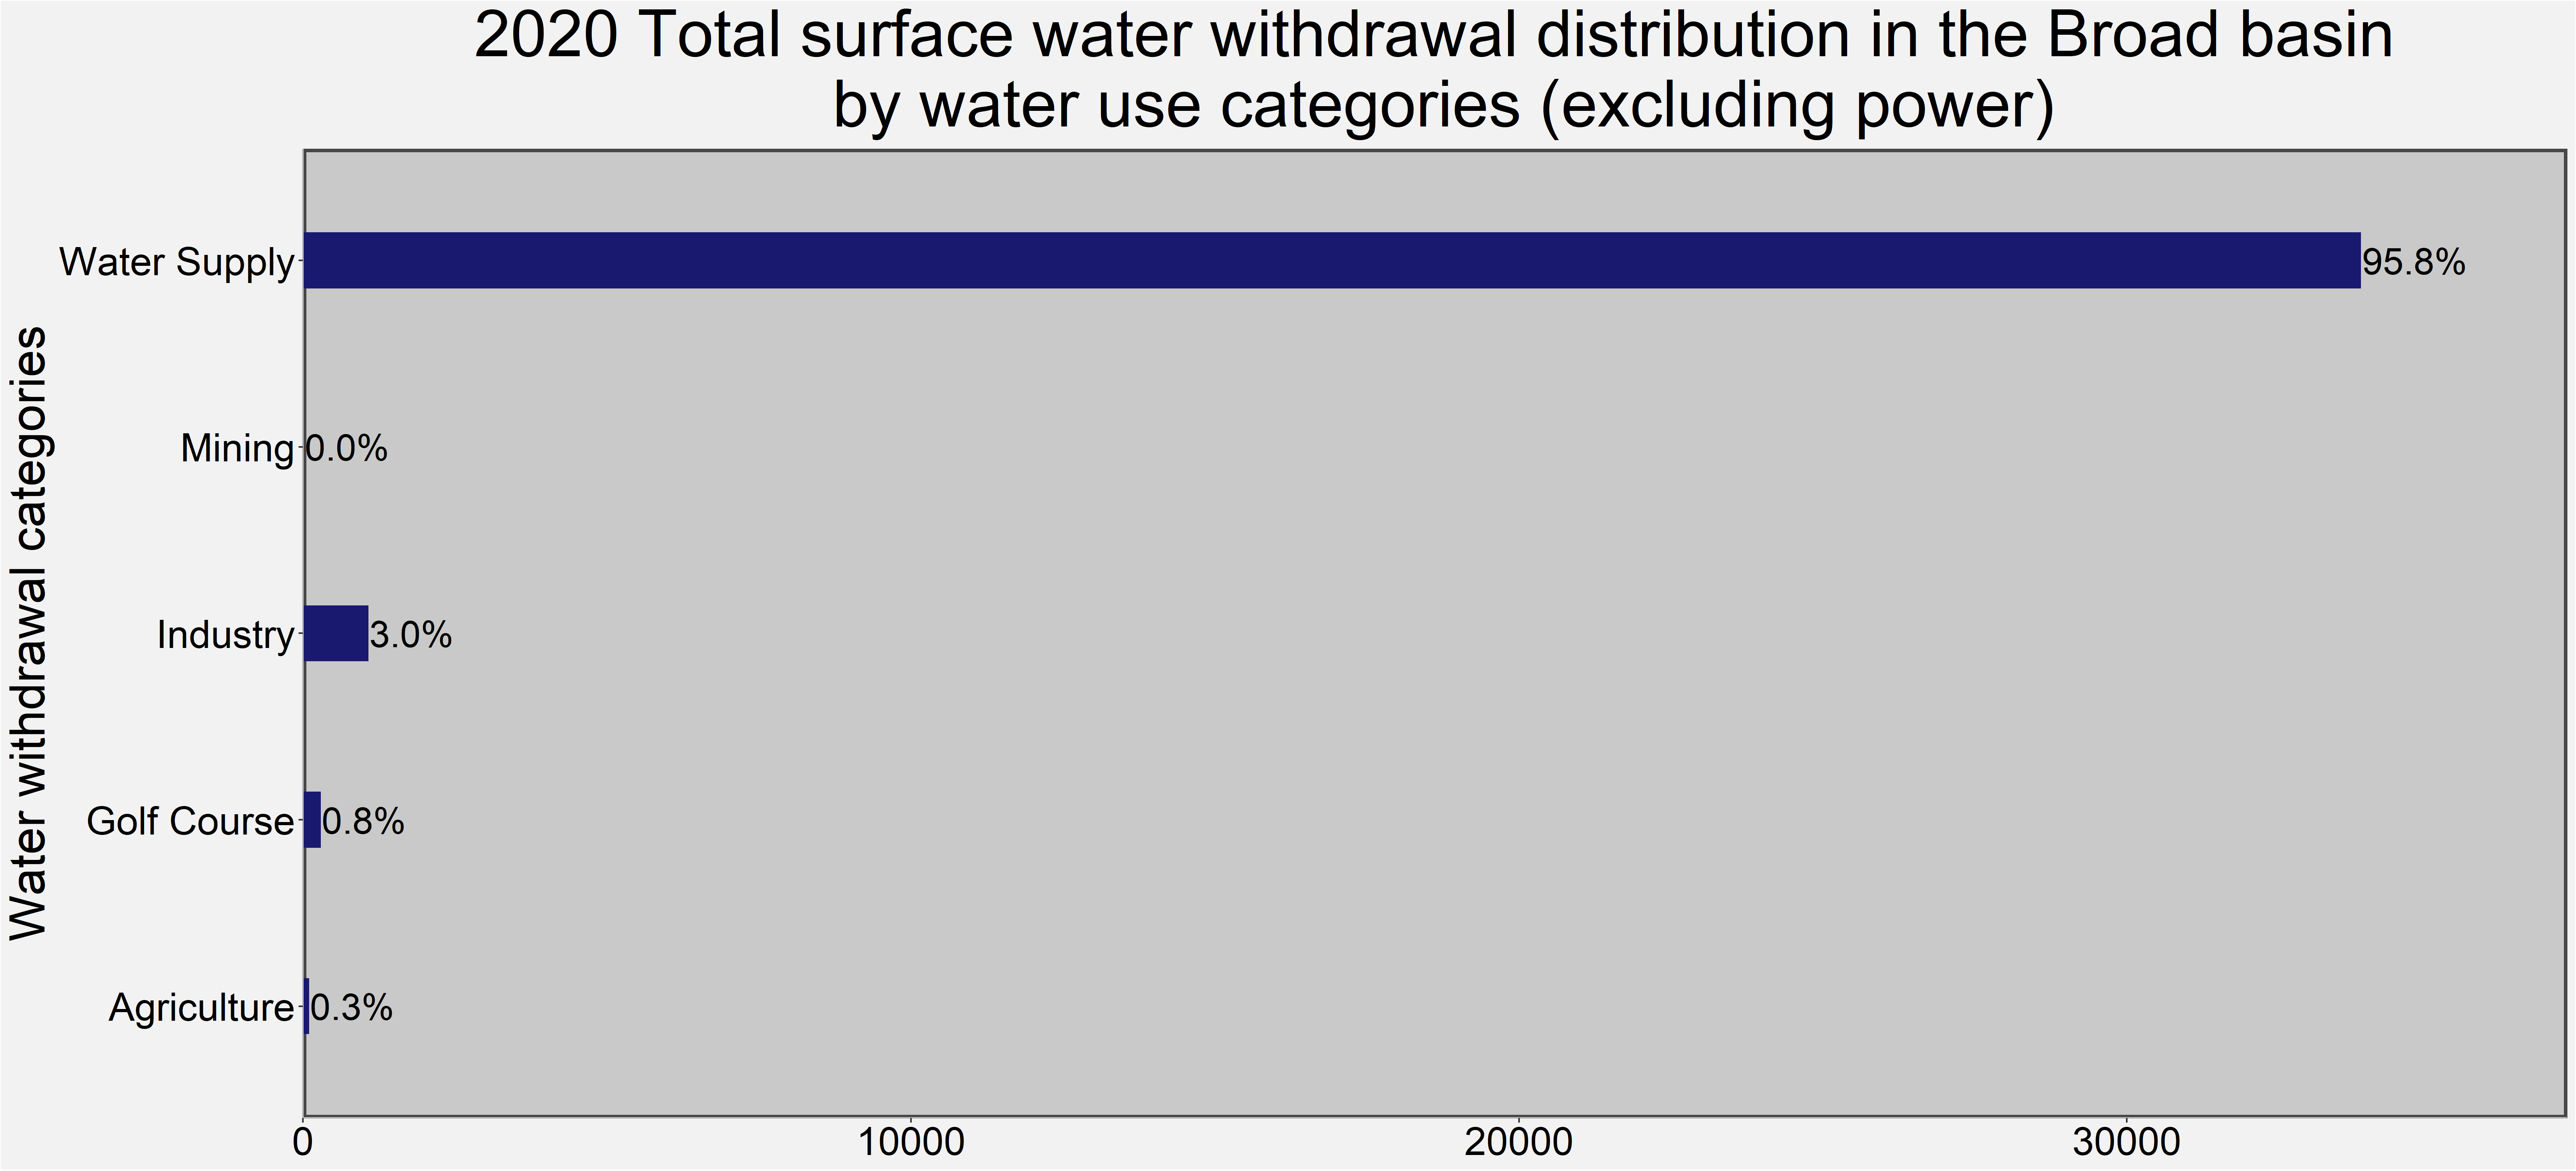 2020 Total surface water withdrawal distribution in the Broad basin
by water use categories (excluding power)
Water withdrawal categories
Water Supply
95.8%
Mining
0.0%
Industry
3.0%
Golf Course
0.8%
Agriculture
0.3%
0
10000
20000
30000